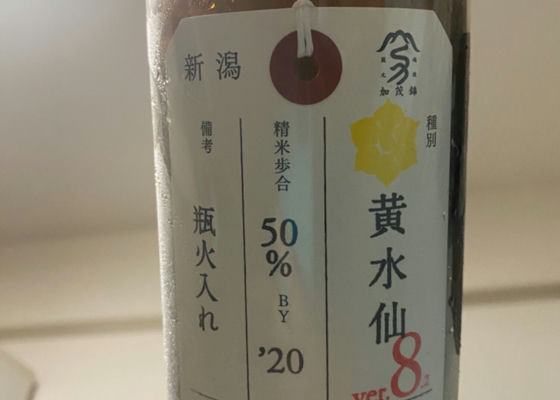 加茂錦
種別
黄水仙
ver.8
精米歩合
50%
BY
'20
新潟
備考
瓶火入れ